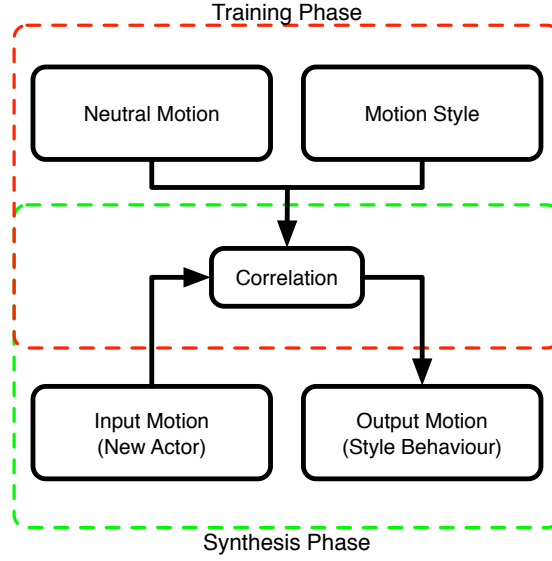 Training Phase
Neutral Motion
Motion Style
Correlation
Input Motion
(New Actor)
Output Motion
(Style Behaviour)
Synthesis Phase